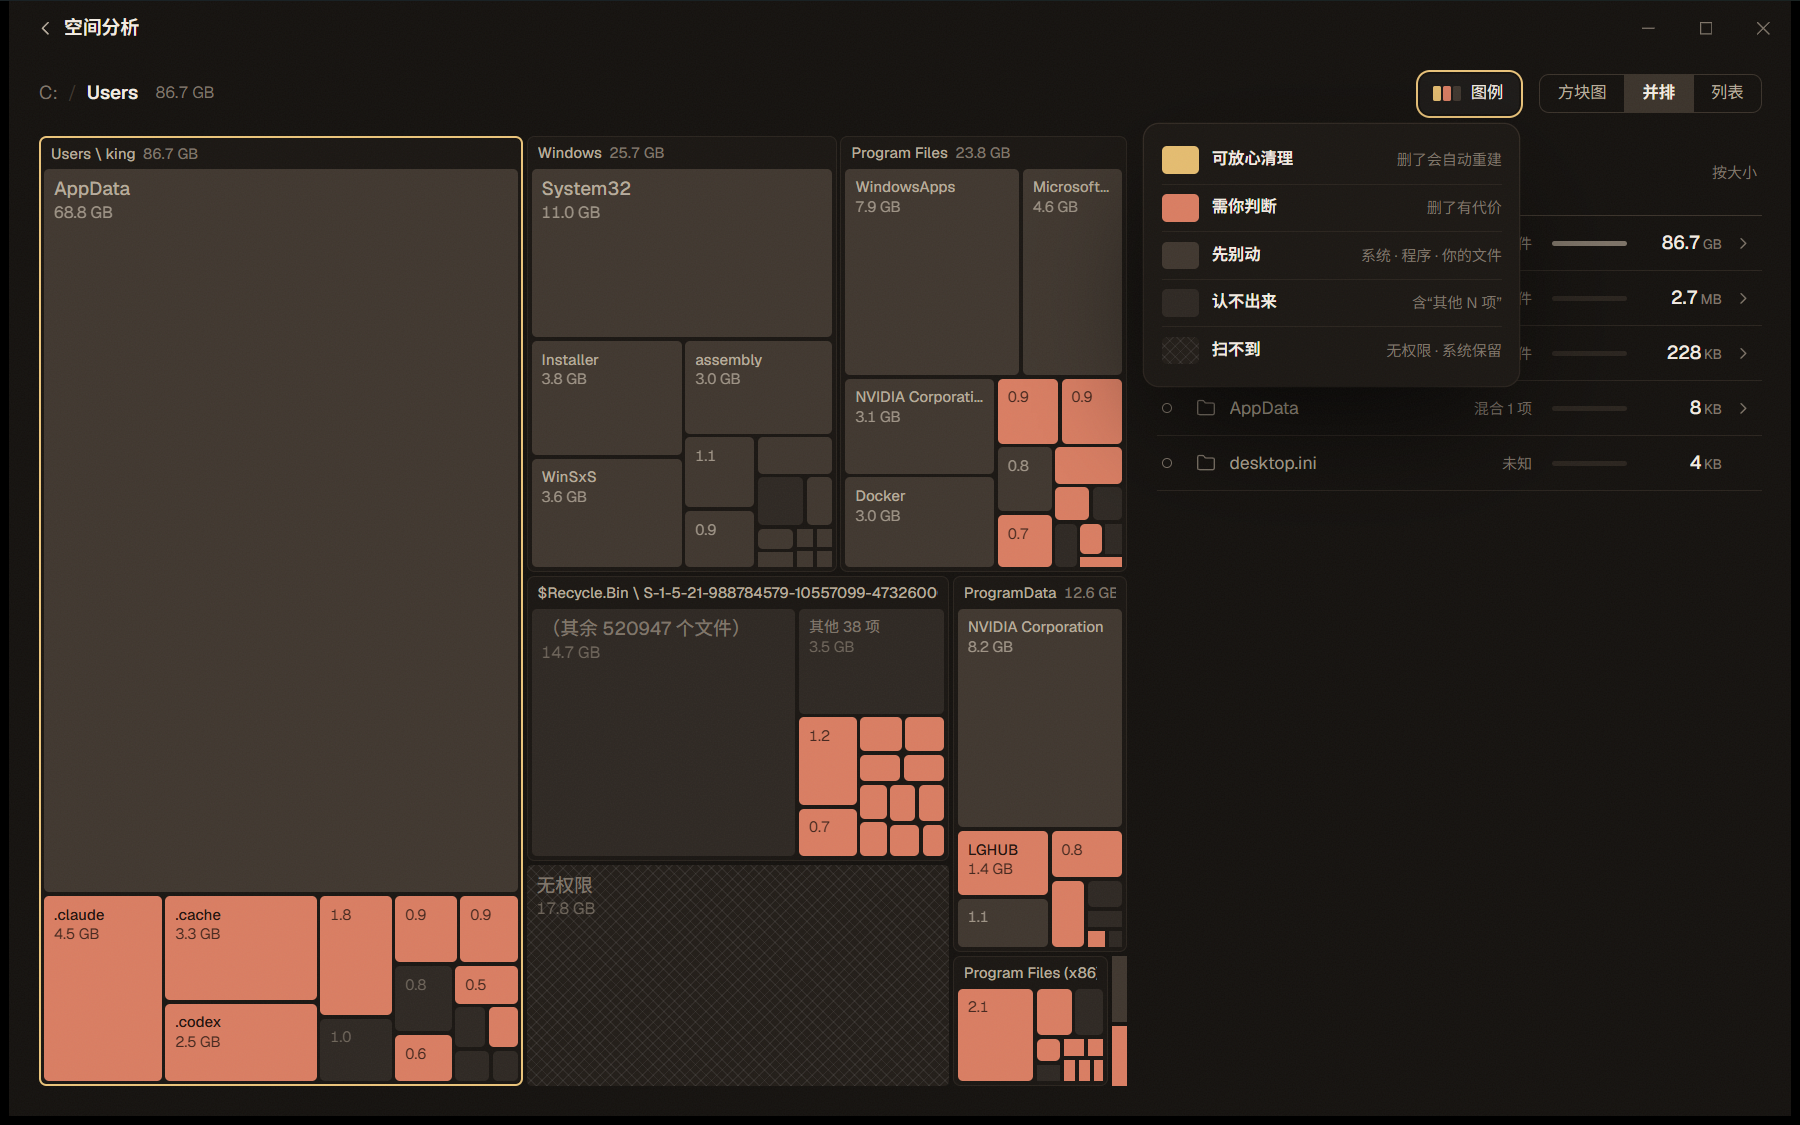 空间分析
C: / Users 86.7 GB
图例
方块图 并排 列表
Users \ king 86.7 GB
AppData
68.8 GB
.claude
4.5 GB
.cache
3.3 GB
.codex
2.5 GB
1.8
1.0
0.9
0.9
0.8
0.5
0.6
Windows 25.7 GB
System32
11.0 GB
Installer
3.8 GB
assembly
3.0 GB
WinSxS
3.6 GB
1.1
0.9
Program Files 23.8 GB
WindowsApps
7.9 GB
Microsoft...
4.6 GB
NVIDIA Corporati...
3.1 GB
Docker
3.0 GB
0.9
0.9
0.8
0.7
$Recycle.Bin \ S-1-5-21-988784579-10557099-4732600
（其余 520947 个文件）
14.7 GB
其他 38 项
3.5 GB
1.2
0.7
无权限
17.8 GB
ProgramData 12.6 GB
NVIDIA Corporation
8.2 GB
LGHUB
1.4 GB
0.8
1.1
Program Files (x86)
2.1
可放心清理 删了会自动重建
需你判断 删了有代价
先别动 系统 · 程序 · 你的文件
认不出来 含“其他 N 项”
扫不到 无权限 · 系统保留
按大小
件 86.7 GB
件 2.7 MB
件 228 KB
AppData 混合 1 项 8 KB
desktop.ini 未知 4 KB